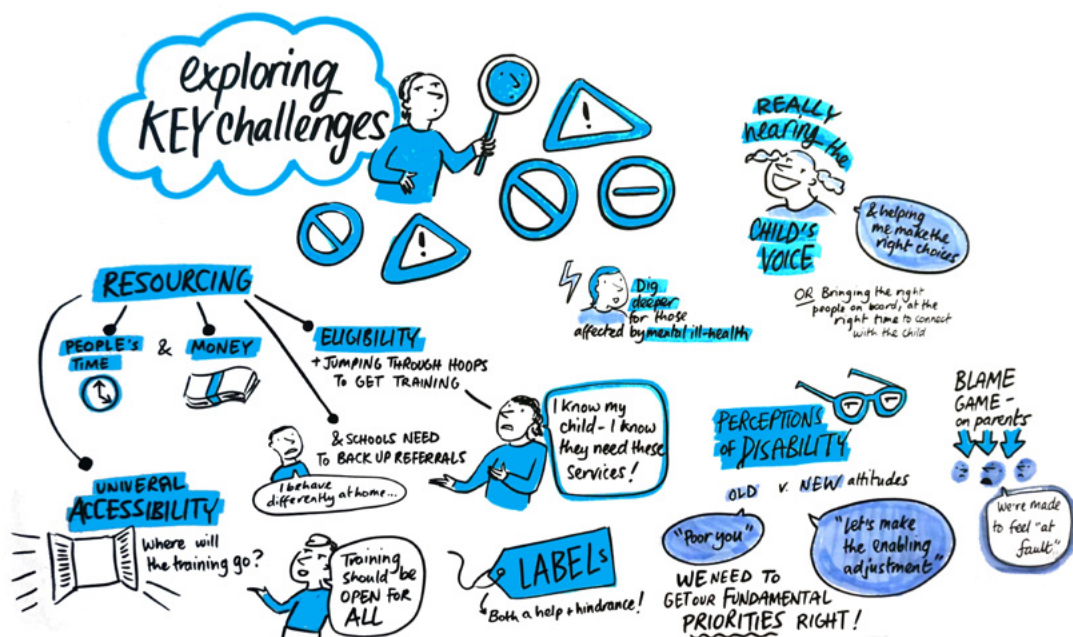 exploring
KEY challenges
REALLY
hearing the
CHILD'S
VOICE
& helping
me make the
right choices
OR Bringing the right
people on board, at the
right time to connect
with the child
Dig
deeper
for those
affected by mental ill-health
RESOURCING
PEOPLE'S
TIME
& MONEY
ELIGIBILITY
+ JUMPING THROUGH HOOPS
TO GET TRAINING
& SCHOOLS NEED
TO BACK UP REFERRALS
I behave
differently at home...
I know my
child - I know
they need these
services!
UNIVERAL
ACCESSIBILITY
Where will
the training go?
Training
should be
OPEN FOR
ALL
LABELS
Both a help + hindrance!
PERCEPTIONS
of DISABILITY
OLD v. NEW attitudes
"Poor you"
"Let's make
the enabling
adjustment"
WE NEED TO
GET OUR FUNDAMENTAL
PRIORITIES RIGHT!
BLAME
GAME -
on parents
We're made
to feel "at
fault"